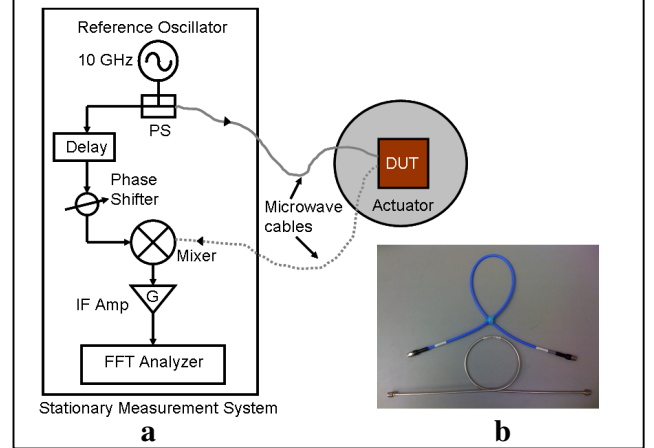 Reference Oscillator
10 GHz
PS
Delay
Phase
Shifter
Mixer
IF Amp
G
FFT Analyzer
Stationary Measurement System
a
DUT
Actuator
Microwave
cables
b